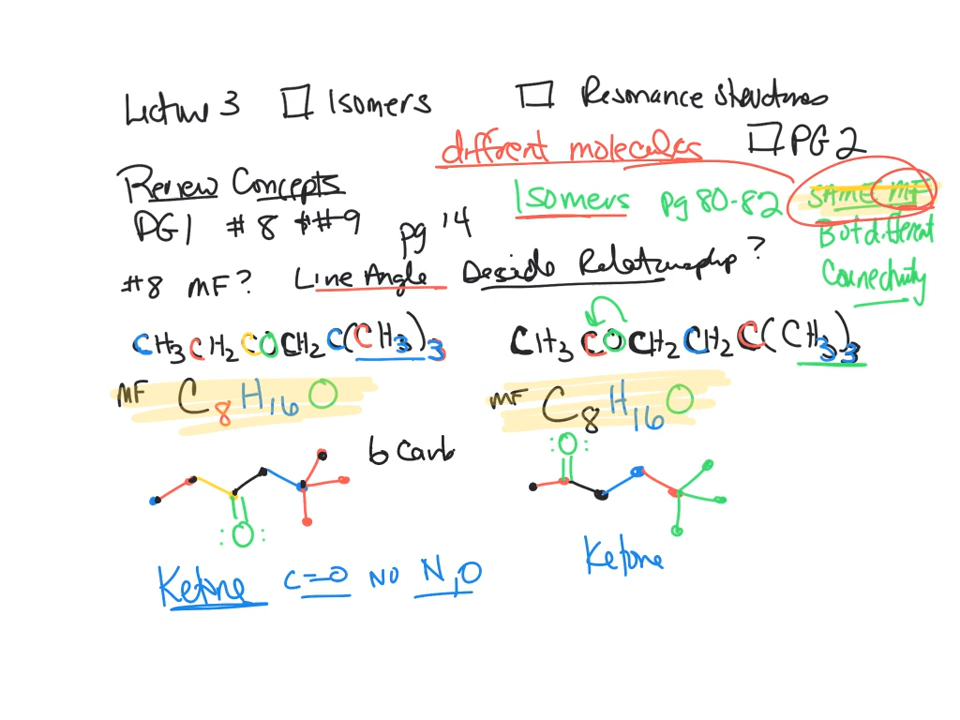 Lecture 3 □ Isomers □ Resonance structures
different molecules □ PG 2
Review Concepts Isomers pg 80-82 SAME MF
PG1 #8 ##9 pg 14 But different
#8 MF? Line Angle Deside Relationship? Connectivity
CH3CH2COCH2C(CH3)3 CH3COCH2CH2C(CH3)3
MF C8H16O MF C8H16O
6 Carb
:O:
:O:
Ketone C=O NO N,O Ketone